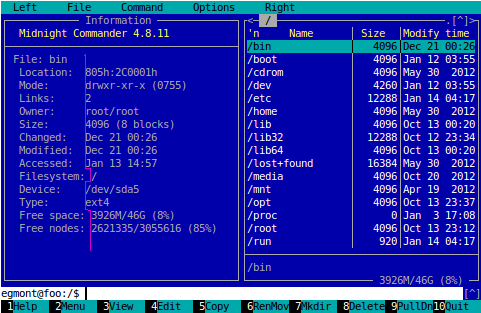 Left File Command Options Right
Information
Midnight Commander 4.8.11
File: bin
Location: 805h:2C0001h
Mode: drwxr-xr-x (0755)
Links: 2
Owner: root/root
Size: 4096 (8 blocks)
Changed: Dec 21 00:26
Modified: Dec 21 00:26
Accessed: Jan 13 14:57
Filesystem: /
Device: /dev/sda5
Type: ext4
Free space: 3926M/46G (8%)
Free nodes: 2621335/3055616 (85%)
<- / .[^]>
'n Name Size Modify time
/bin 4096 Dec 21 00:26
/boot 4096 Jan 12 03:55
/cdrom 4096 May 30 2012
/dev 4260 Jan 12 03:55
/etc 12288 Jan 14 04:17
/home 4096 May 30 2012
/lib 4096 Oct 13 00:20
/lib32 12288 Oct 12 23:34
/lib64 4096 Oct 13 00:20
/lost+found 16384 May 30 2012
/media 4096 Oct 20 2012
/mnt 4096 Apr 19 2012
/opt 4096 Oct 13 23:37
/proc 0 Jan 3 17:08
/root 4096 Oct 13 23:12
/run 920 Jan 14 04:17
/bin
3926M/46G (8%)
egmont@foo:/$ [^]
1Help 2Menu 3View 4Edit 5Copy 6RenMov 7Mkdir 8Delete 9PullDn 10Quit